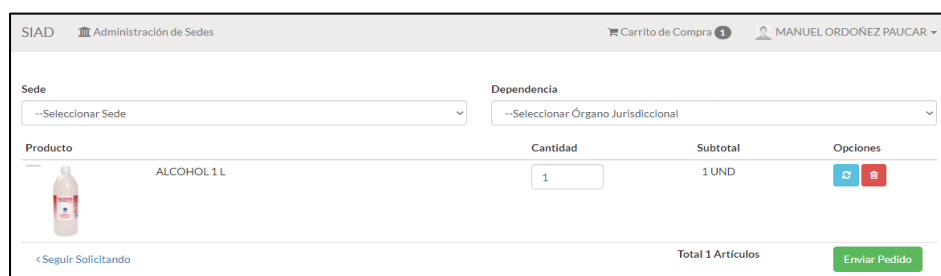 SIAD Administración de Sedes Carrito de Compra 1 MANUEL ORDOÑEZ PAUCAR
Sede Dependencia
--Seleccionar Sede --Seleccionar Órgano Jurisdiccional
Producto Cantidad Subtotal Opciones
ALCOHOL 1 L 1 1 UND
< Seguir Solicitando Total 1 Artículos Enviar Pedido